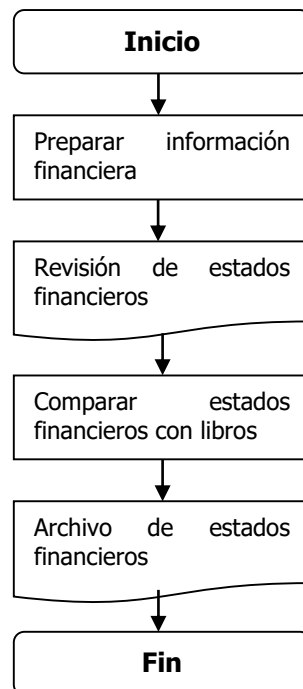 Inicio
Preparar información
financiera
Revisión de estados
financieros
Comparar estados
financieros con libros
Archivo de estados
financieros
Fin